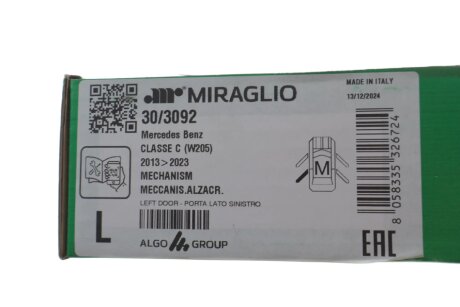 MIRAGLIO
MADE IN ITALY
13/12/2024
30/3092
Mercedes Benz
CLASSE C (W205)
2013>2023
MECHANISM
MECCANIS.ALZACR.
LEFT DOOR - PORTA LATO SINISTRO
M
8 058335 326724
L
ALGO GROUP
EAC